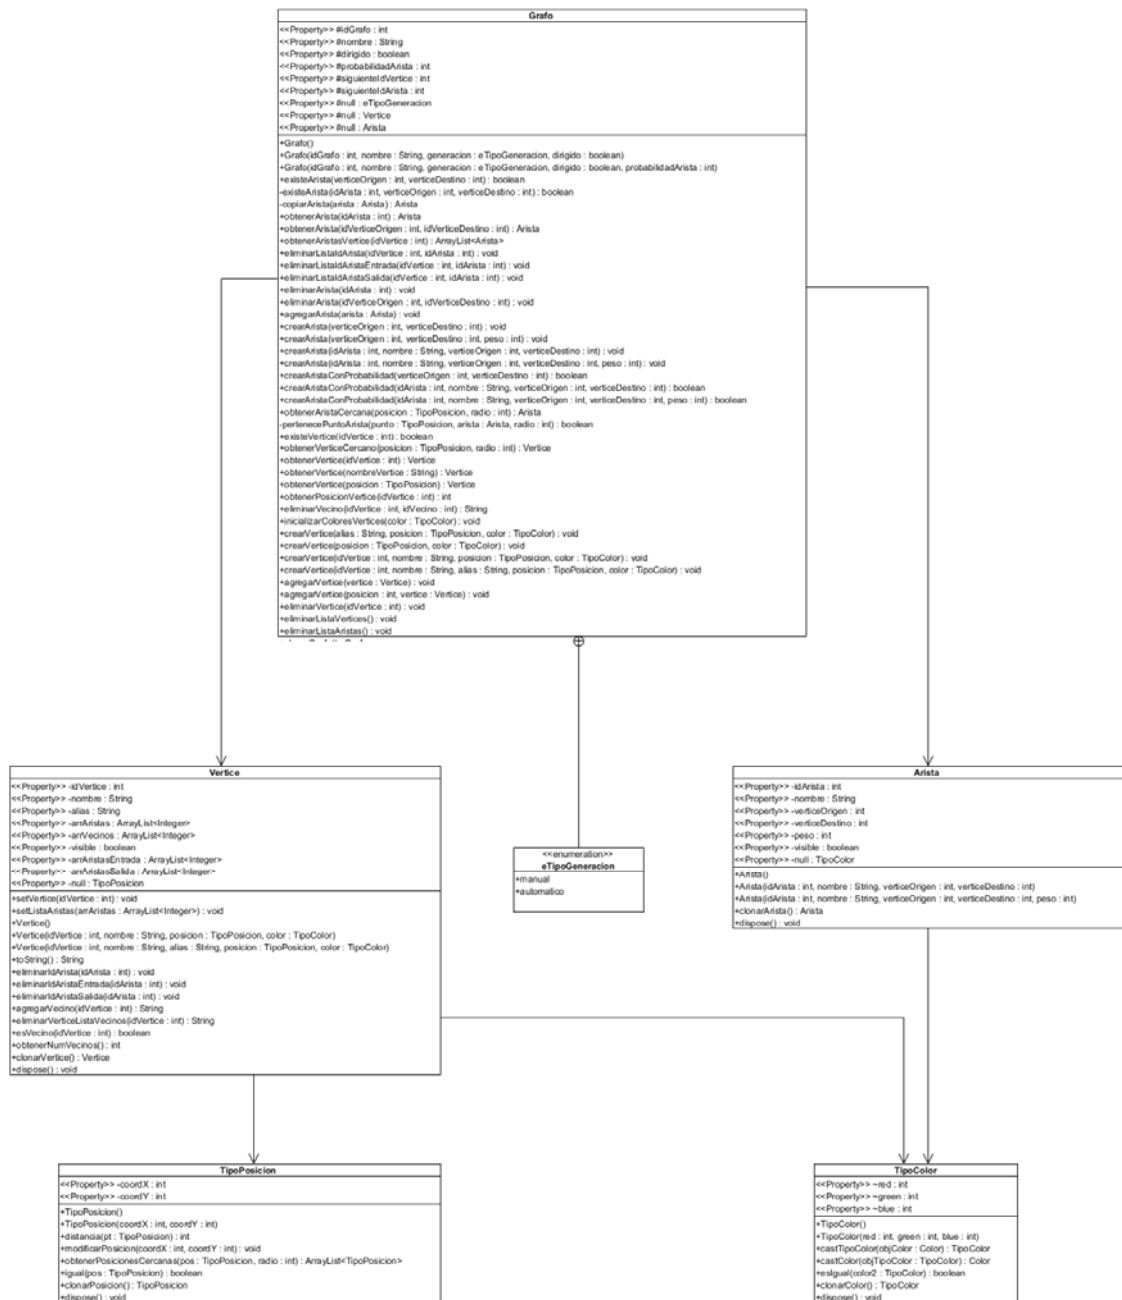 Grafo
<<Property>> #idGrafo : int
<<Property>> #nombre : String
<<Property>> #dirigido : boolean
<<Property>> #probabilidadArista : int
<<Property>> #siguienteIdVertice : int
<<Property>> #siguienteIdArista : int
<<Property>> #null : eTipoGeneracion
<<Property>> #null : Vertice
<<Property>> #null : Arista
+Grafo()
+Grafo(idGrafo : int, nombre : String, generacion : eTipoGeneracion, dirigido : boolean)
+Grafo(idGrafo : int, nombre : String, generacion : eTipoGeneracion, dirigido : boolean, probabilidadArista : int)
+existeArista(verticeOrigen : int, verticeDestino : int) : boolean
-existeArista(idArista : int, verticeOrigen : int, verticeDestino : int) : boolean
-copiarArista(arista : Arista) : Arista
+obtenerArista(idArista : int) : Arista
+obtenerArista(idVerticeOrigen : int, idVerticeDestino : int) : Arista
+obtenerAristasVertice(idVertice : int) : ArrayList<Arista>
+eliminarListaIdArista(idVertice : int, idArista : int) : void
+eliminarListaIdAristaEntrada(idVertice : int, idArista : int) : void
+eliminarListaIdAristaSalida(idVertice : int, idArista : int) : void
+eliminarArista(idArista : int) : void
+eliminarArista(idVerticeOrigen : int, idVerticeDestino : int) : void
+agregarArista(arista : Arista) : void
+crearArista(verticeOrigen : int, verticeDestino : int) : void
+crearArista(verticeOrigen : int, verticeDestino : int, peso : int) : void
+crearArista(idArista : int, nombre : String, verticeOrigen : int, verticeDestino : int) : void
+crearArista(idArista : int, nombre : String, verticeOrigen : int, verticeDestino : int, peso : int) : void
+crearAristaConProbabilidad(verticeOrigen : int, verticeDestino : int) : boolean
+crearAristaConProbabilidad(idArista : int, nombre : String, verticeOrigen : int, verticeDestino : int) : boolean
+crearAristaConProbabilidad(idArista : int, nombre : String, verticeOrigen : int, verticeDestino : int, peso : int) : boolean
+obtenerAristaCercana(posicion : TipoPosicion, radio : int) : Arista
-pertenecePuntoArista(punto : TipoPosicion, arista : Arista, radio : int) : boolean
+existeVertice(idVertice : int) : boolean
+obtenerVerticeCercano(posicion : TipoPosicion, radio : int) : Vertice
+obtenerVertice(idVertice : int) : Vertice
+obtenerVertice(nombreVertice : String) : Vertice
+obtenerVertice(posicion : TipoPosicion) : Vertice
+obtenerPosicionVertice(idVertice : int) : int
+eliminarVecino(idVertice : int, idVecino : int) : String
+inicializarColoresVertices(color : TipoColor) : void
+crearVertice(alias : String, posicion : TipoPosicion, color : TipoColor) : void
+crearVertice(posicion : TipoPosicion, color : TipoColor) : void
+crearVertice(idVertice : int, nombre : String, posicion : TipoPosicion, color : TipoColor) : void
+crearVertice(idVertice : int, nombre : String, alias : String, posicion : TipoPosicion, color : TipoColor) : void
+agregarVertice(vertice : Vertice) : void
+agregarVertice(posicion : int, vertice : Vertice) : void
+eliminarVertice(idVertice : int) : void
+eliminarListaVertices() : void
+eliminarListaAristas() : void
Vertice
<<Property>> -idVertice : int
<<Property>> -nombre : String
<<Property>> -alias : String
<<Property>> -arrAristas : ArrayList<Integer>
<<Property>> -arrVecinos : ArrayList<Integer>
<<Property>> -visible : boolean
<<Property>> -arrAristasEntrada : ArrayList<Integer>
<<Property>> -arrAristasSalida : ArrayList<Integer>
<<Property>> -null : TipoPosicion
+setVertice(idVertice : int) : void
+setListaAristas(arrAristas : ArrayList<Integer>) : void
+Vertice()
+Vertice(idVertice : int, nombre : String, posicion : TipoPosicion, color : TipoColor)
+Vertice(idVertice : int, nombre : String, alias : String, posicion : TipoPosicion, color : TipoColor)
+toString() : String
+eliminarIdArista(idArista : int) : void
+eliminarIdAristaEntrada(idArista : int) : void
+eliminarIdAristaSalida(idArista : int) : void
+agregarVecino(idVertice : int) : String
+eliminarVerticeListaVecinos(idVertice : int) : String
+esVecino(idVertice : int) : boolean
+obtenerNumVecinos() : int
+clonarVertice() : Vertice
+dispose() : void
<<enumeration>>
eTipoGeneracion
+manual
+automatico
Arista
<<Property>> -idArista : int
<<Property>> -nombre : String
<<Property>> -verticeOrigen : int
<<Property>> -verticeDestino : int
<<Property>> -peso : int
<<Property>> -visible : boolean
<<Property>> -null : TipoColor
+Arista()
+Arista(idArista : int, nombre : String, verticeOrigen : int, verticeDestino : int)
+Arista(idArista : int, nombre : String, verticeOrigen : int, verticeDestino : int, peso : int)
+clonarArista() : Arista
+dispose() : void
TipoPosicion
<<Property>> -coordX : int
<<Property>> -coordY : int
+TipoPosicion()
+TipoPosicion(coordX : int, coordY : int)
+distancia(pt : TipoPosicion) : int
+modificarPosicion(coordX : int, coordY : int) : void
+obtenerPosicionesCercanas(pos : TipoPosicion, radio : int) : ArrayList<TipoPosicion>
+igual(pos : TipoPosicion) : boolean
+clonarPosicion() : TipoPosicion
+dispose() : void
TipoColor
<<Property>> ~red : int
<<Property>> ~green : int
<<Property>> ~blue : int
+TipoColor()
+TipoColor(red : int, green : int, blue : int)
+castTipoColor(objColor : Color) : TipoColor
+castColor(objTipoColor : TipoColor) : Color
+esIgual(color2 : TipoColor) : boolean
+clonarColor() : TipoColor
+dispose() : void